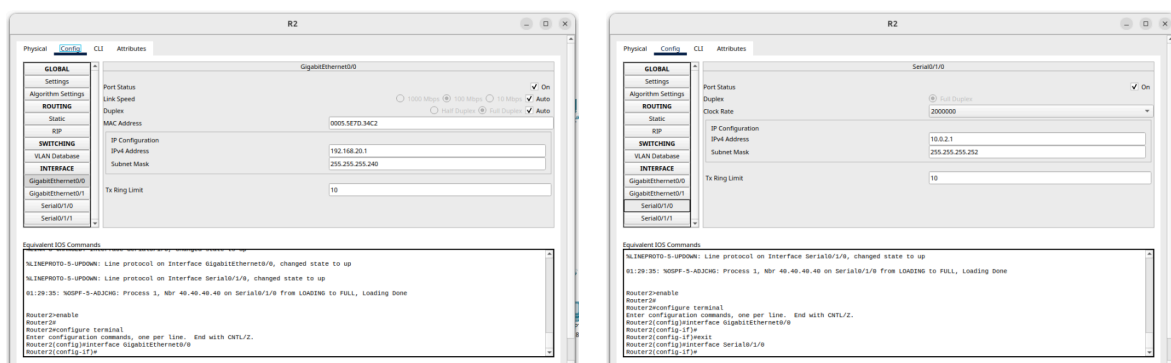 R2
Physical Config CLI Attributes
GLOBAL
Settings
Algorithm Settings
ROUTING
Static
RIP
SWITCHING
VLAN Database
INTERFACE
GigabitEthernet0/0
GigabitEthernet0/1
Serial0/1/0
Serial0/1/1
GigabitEthernet0/0
Port Status On
Link Speed 1000 Mbps 100 Mbps 10 Mbps Auto
Duplex Half Duplex Full Duplex Auto
MAC Address 0005.5E7D.34C2
IP Configuration
IPv4 Address 192.168.20.1
Subnet Mask 255.255.255.240
Tx Ring Limit 10
Equivalent IOS Commands
%LINEPROTO-5-UPDOWN: Line protocol on Interface GigabitEthernet0/0, changed state to up
%LINEPROTO-5-UPDOWN: Line protocol on Interface Serial0/1/0, changed state to up
01:29:35: %OSPF-5-ADJCHG: Process 1, Nbr 40.40.40.40 on Serial0/1/0 from LOADING to FULL, Loading Done
Router2>enable
Router2#
Router2#configure terminal
Enter configuration commands, one per line. End with CNTL/Z.
Router2(config)#interface GigabitEthernet0/0
Router2(config-if)#
R2
Physical Config CLI Attributes
GLOBAL
Settings
Algorithm Settings
ROUTING
Static
RIP
SWITCHING
VLAN Database
INTERFACE
GigabitEthernet0/0
GigabitEthernet0/1
Serial0/1/0
Serial0/1/1
Serial0/1/0
Port Status On
Duplex Full Duplex
Clock Rate 2000000
IP Configuration
IPv4 Address 10.0.2.1
Subnet Mask 255.255.255.252
Tx Ring Limit 10
Equivalent IOS Commands
%LINEPROTO-5-UPDOWN: Line protocol on Interface Serial0/1/0, changed state to up
01:29:35: %OSPF-5-ADJCHG: Process 1, Nbr 40.40.40.40 on Serial0/1/0 from LOADING to FULL, Loading Done
Router2>enable
Router2#
Router2#configure terminal
Enter configuration commands, one per line. End with CNTL/Z.
Router2(config)#interface GigabitEthernet0/0
Router2(config-if)#
Router2(config-if)#exit
Router2(config)#interface Serial0/1/0
Router2(config-if)#